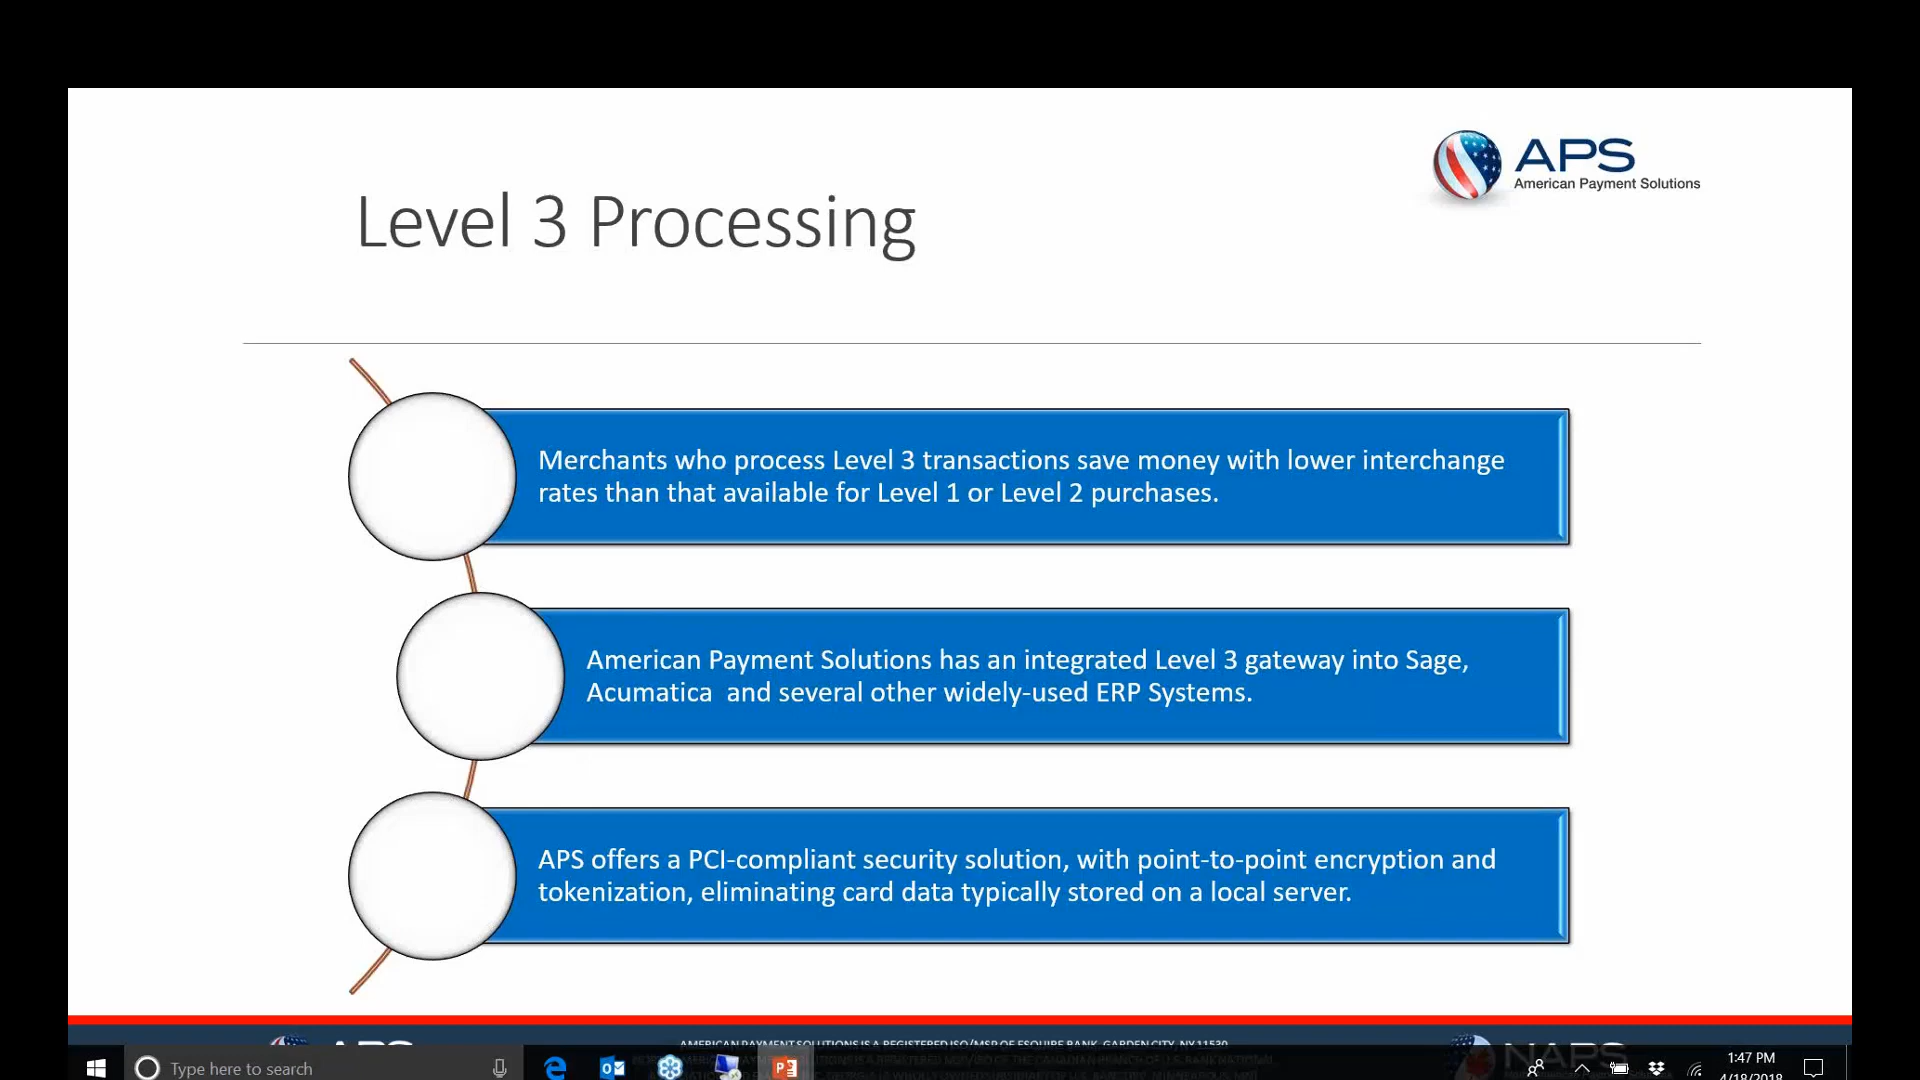 APS
American Payment Solutions
Level 3 Processing
Merchants who process Level 3 transactions save money with lower interchange
rates than that available for Level 1 or Level 2 purchases.
American Payment Solutions has an integrated Level 3 gateway into Sage,
Acumatica and several other widely-used ERP Systems.
APS offers a PCI-compliant security solution, with point-to-point encryption and
tokenization, eliminating card data typically stored on a local server.
AMERICAN PAYMENT SOLUTIONS IS A REGISTERED ISO/MSP OF ESQUIRE BANK, GARDEN CITY, NY 11530
APS
NAPS
Type here to search
1:47 PM
4/18/2018